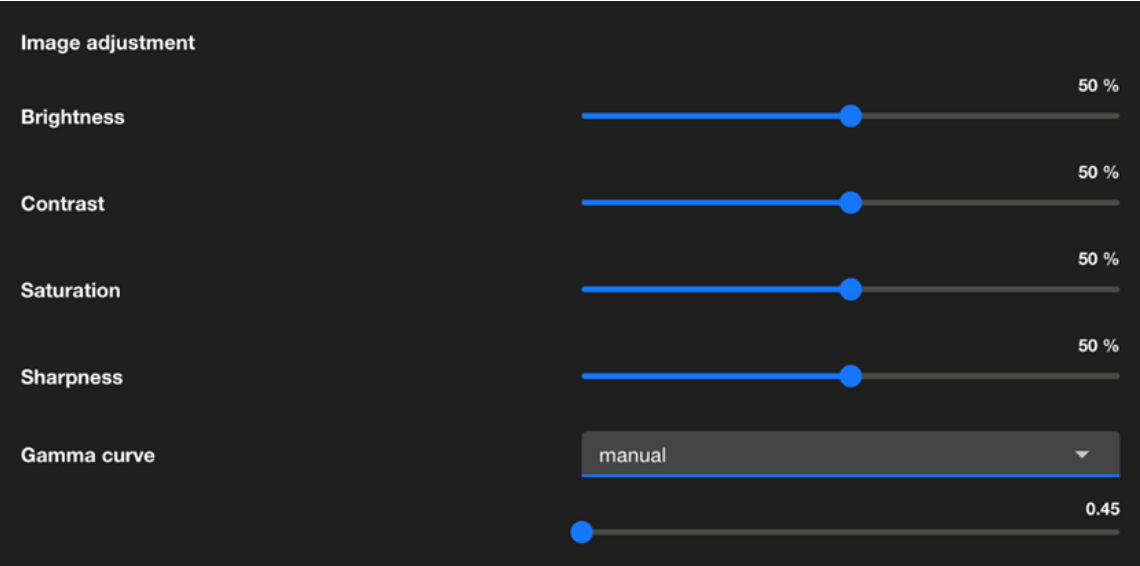 Image adjustment
50 %
Brightness
50 %
Contrast
50 %
Saturation
50 %
Sharpness
Gamma curve
manual
0.45